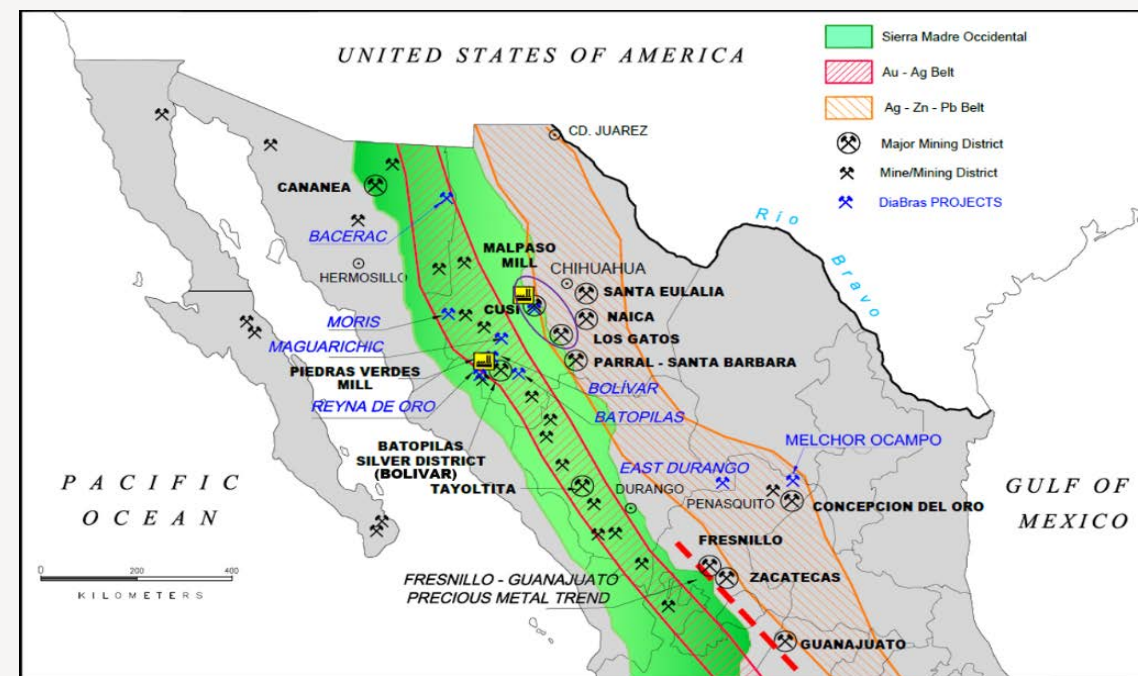 UNITED STATES OF AMERICA
Sierra Madre Occidental
Au - Ag Belt
Ag - Zn - Pb Belt
Major Mining District
Mine/Mining District
DiaBras PROJECTS
CD. JUAREZ
CANANEA
BACERAC
HERMOSILLO
MALPASO
MILL
CHIHUAHUA
Río Bravo
CUSI
SANTA EULALIA
NAICA
LOS GATOS
PARRAL - SANTA BARBARA
MORIS
MAGUARICHIC
PIEDRAS VERDES
MILL
REYNA DE ORO
BOLÍVAR
BATOPILAS
BATOPILAS
SILVER DISTRICT
(BOLIVAR)
TAYOLTITA
DURANGO
EAST DURANGO
MELCHOR OCAMPO
PENASQUITO
CONCEPCION DEL ORO
PACIFIC
OCEAN
GULF OF
MEXICO
FRESNILLO
ZACATECAS
FRESNILLO - GUANAJUATO
PRECIOUS METAL TREND
GUANAJUATO
0 200 400
KILOMETERS